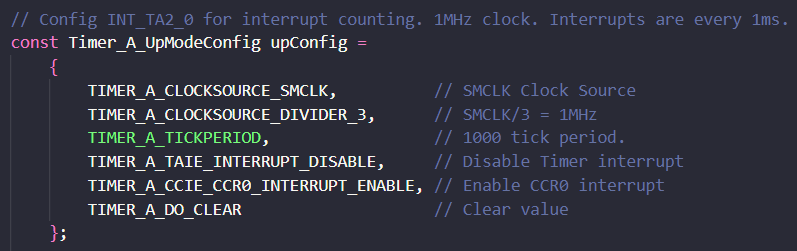 // Config INT_TA2_0 for interrupt counting. 1MHz clock. Interrupts are every 1ms.
const Timer_A_UpModeConfig upConfig =
{
TIMER_A_CLOCKSOURCE_SMCLK, // SMCLK Clock Source
TIMER_A_CLOCKSOURCE_DIVIDER_3, // SMCLK/3 = 1MHz
TIMER_A_TICKPERIOD, // 1000 tick period.
TIMER_A_TAIE_INTERRUPT_DISABLE, // Disable Timer interrupt
TIMER_A_CCIE_CCR0_INTERRUPT_ENABLE, // Enable CCR0 interrupt
TIMER_A_DO_CLEAR // Clear value
};